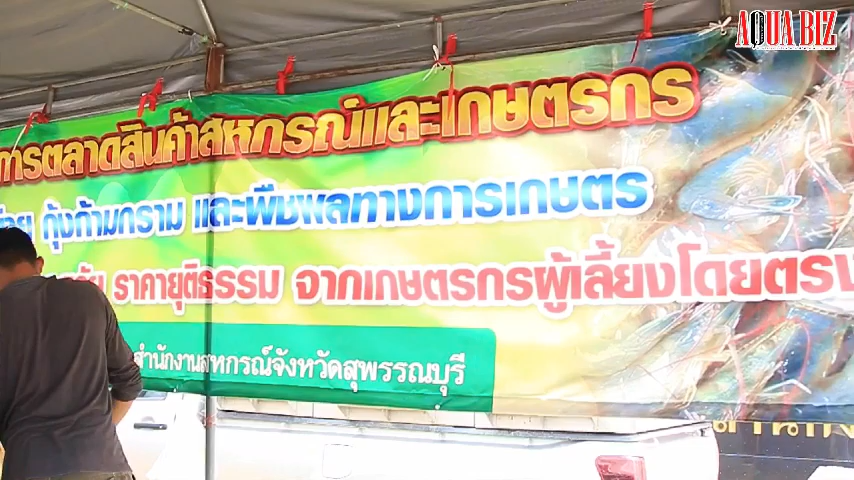 AQUA BIZ
การตลาดสินค้าสหกรณ์และเกษตรกร
กุ้งก้ามกราม และพืชผลทางการเกษตร
ราคายุติธรรม จากเกษตรกรผู้เลี้ยงโดยตรง
สำนักงานสหกรณ์จังหวัดสุพรรณบุรี